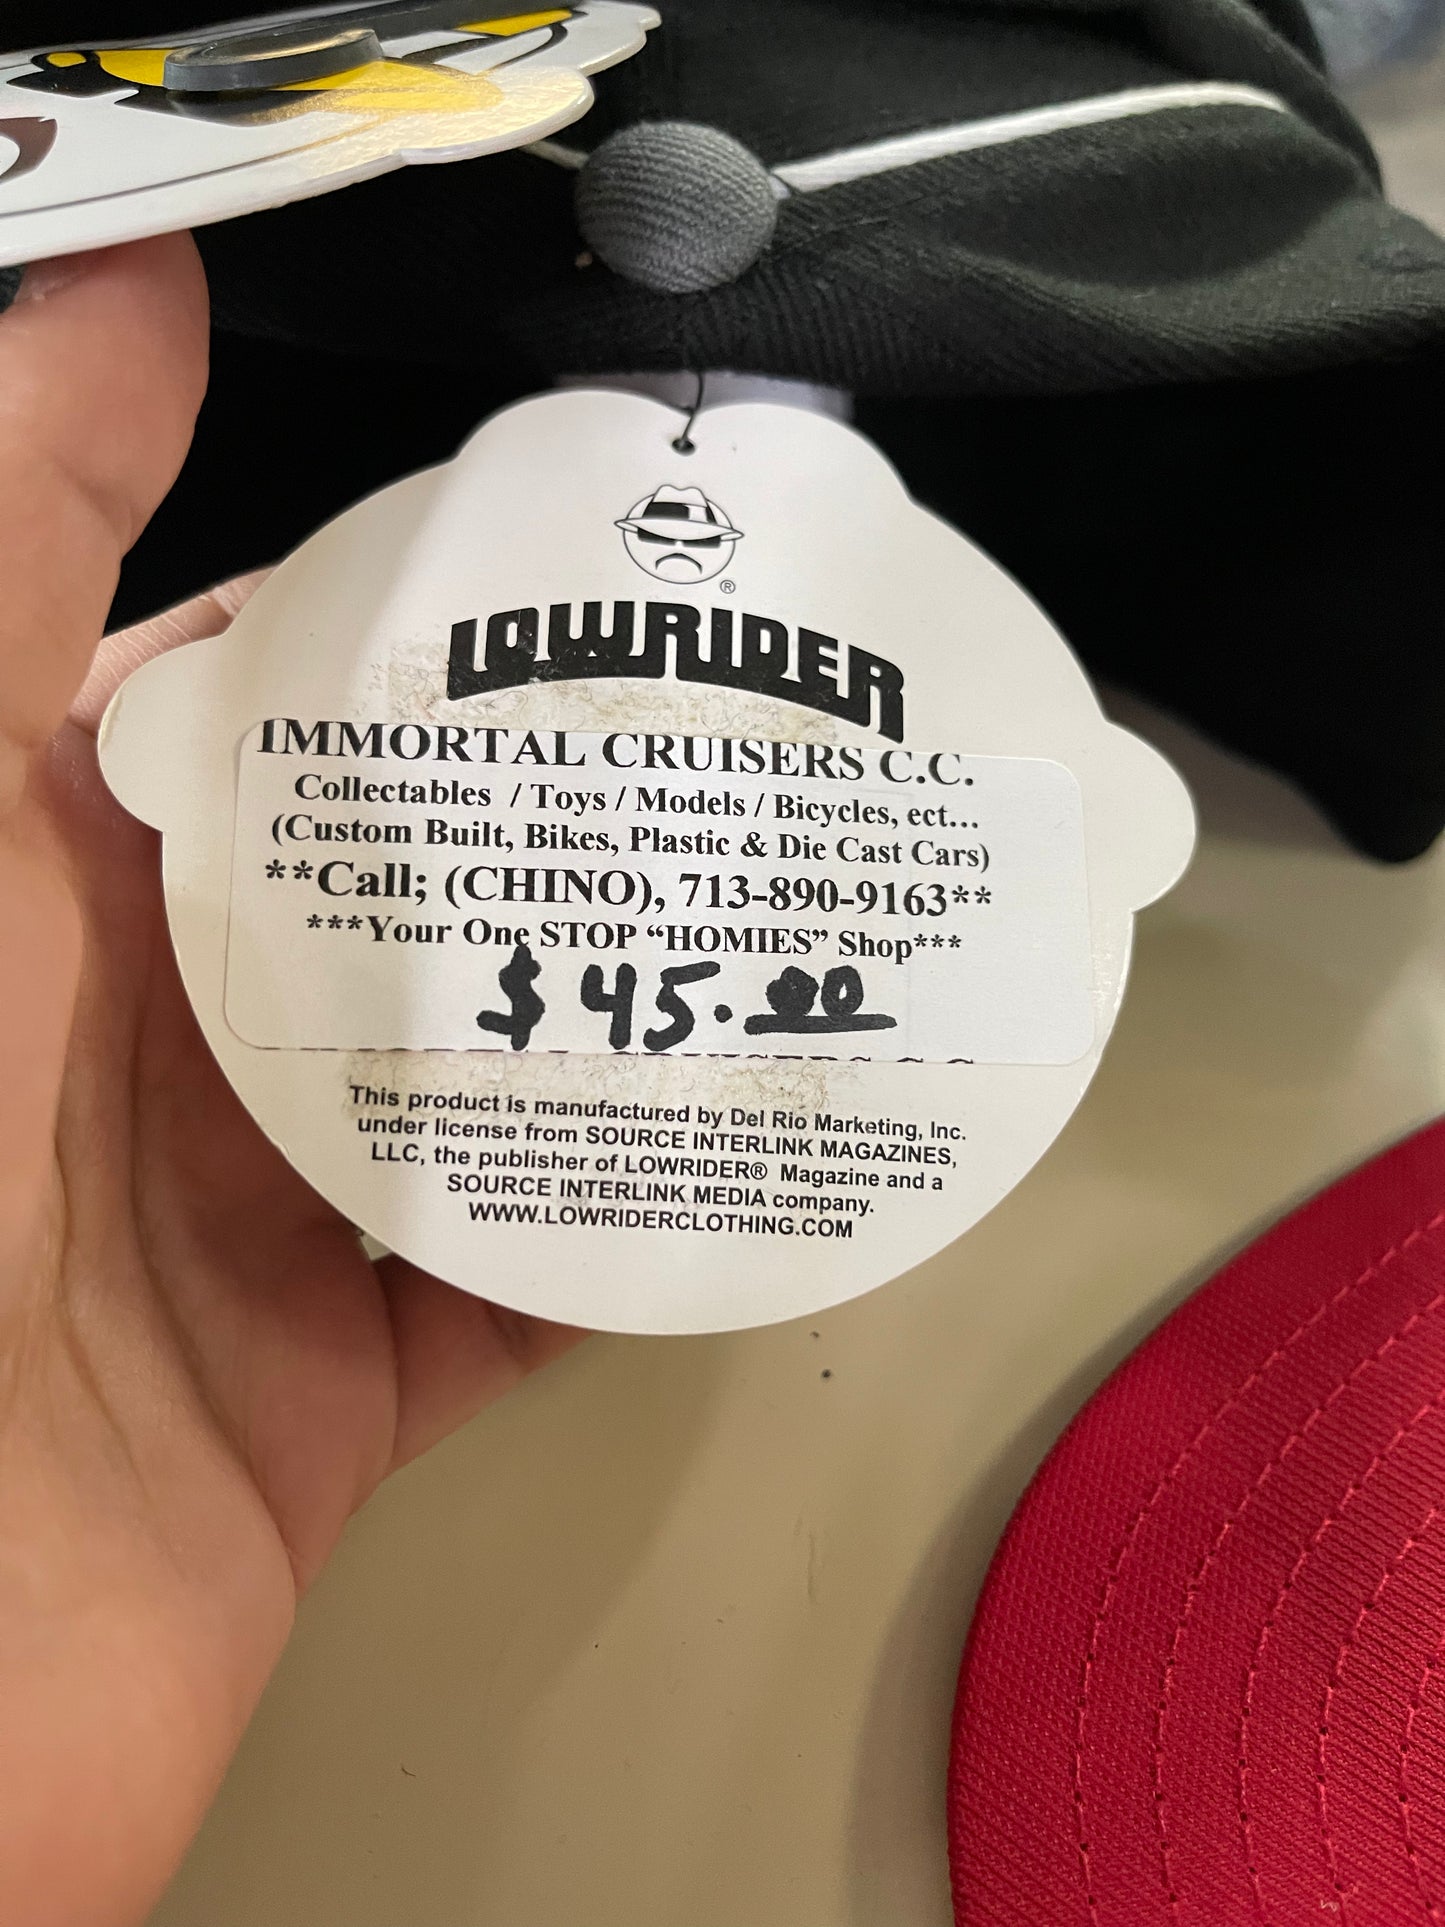 ®
LOWRIDER
IMMORTAL CRUISERS C.C.
Collectables / Toys / Models / Bicycles, ect...
(Custom Built, Bikes, Plastic & Die Cast Cars)
**Call; (CHINO), 713-890-9163**
***Your One STOP “HOMIES” Shop***
$45.00
This product is manufactured by Del Rio Marketing, Inc.
under license from SOURCE INTERLINK MAGAZINES,
LLC, the publisher of LOWRIDER® Magazine and a
SOURCE INTERLINK MEDIA company.
WWW.LOWRIDERCLOTHING.COM